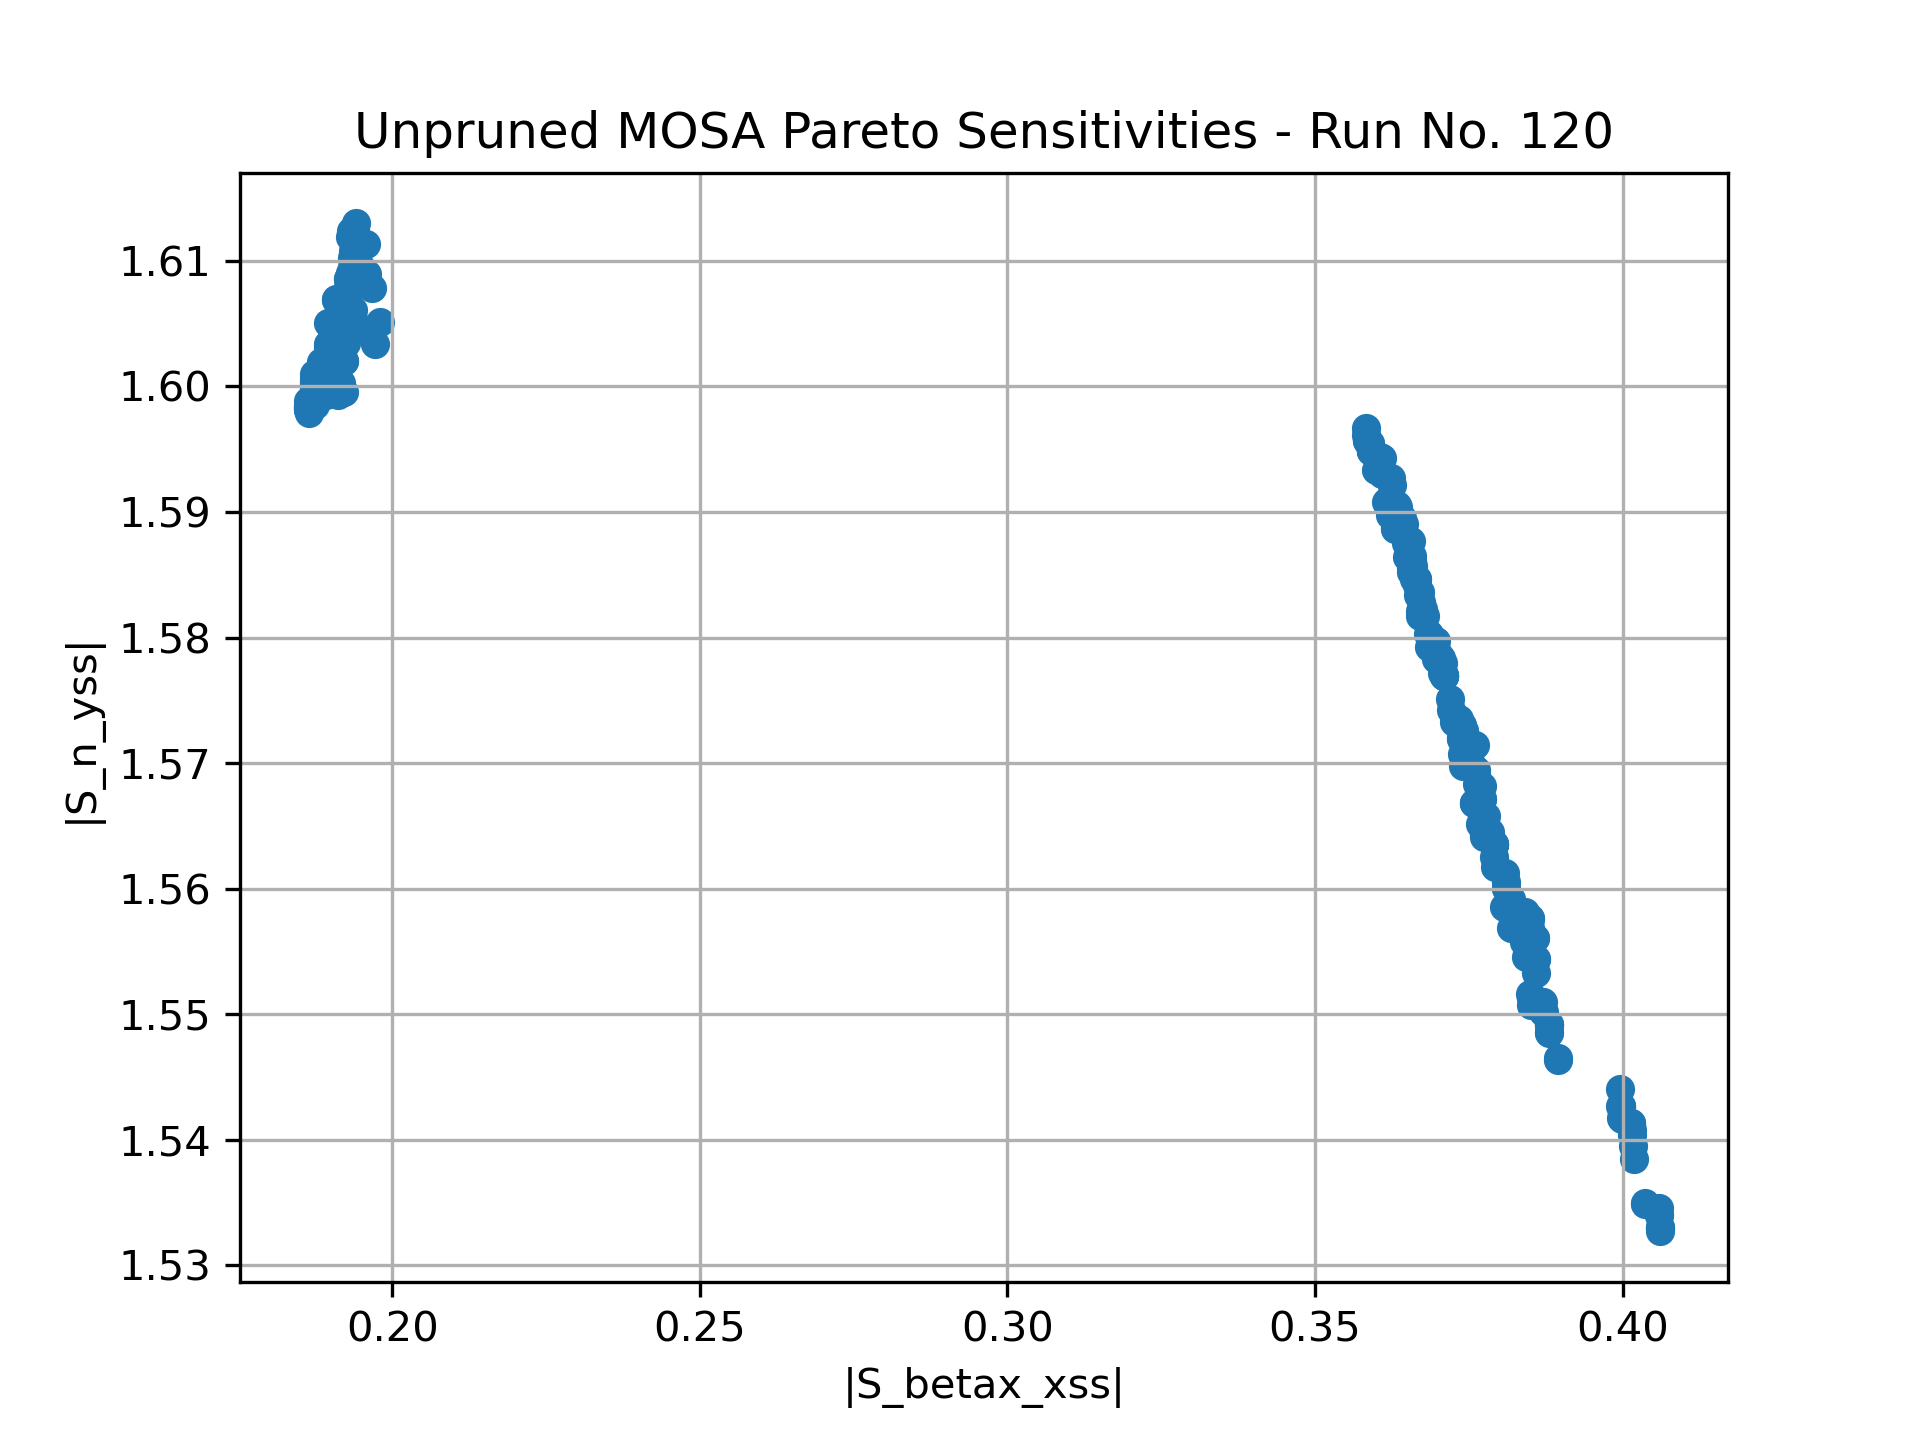 Unpruned MOSA Pareto Sensitivities - Run No. 120
1.61
1.60
1.59
1.58
1.57
1.56
1.55
1.54
1.53
|S_n_yss|
0.20 0.25 0.30 0.35 0.40
|S_betax_xss|